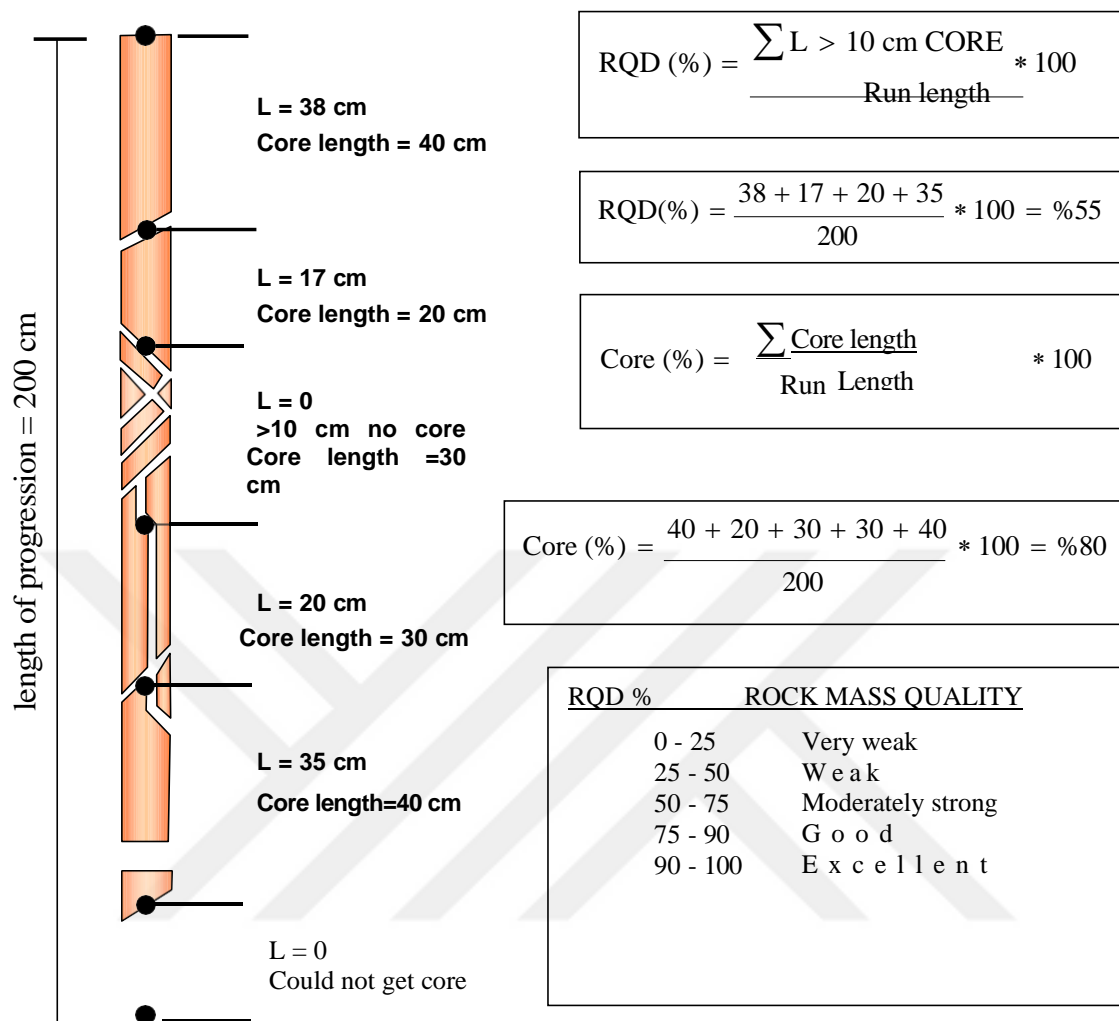 length of progression = 200 cm
L = 38 cm
Core length = 40 cm
L = 17 cm
Core length = 20 cm
L = 0
>10 cm no core
Core length =30
cm
L = 20 cm
Core length = 30 cm
L = 35 cm
Core length=40 cm
L = 0
Could not get core
RQD (%) = ∑ L > 10 cm CORE * 100
Run length
RQD(%) = 38 + 17 + 20 + 35 * 100 = %55
200
Core (%) = ∑ Core length * 100
Run Length
Core (%) = 40 + 20 + 30 + 30 + 40 * 100 = %80
200
RQD % ROCK MASS QUALITY
0 - 25 Very weak
25 - 50 Weak
50 - 75 Moderately strong
75 - 90 Good
90 - 100 Excellent